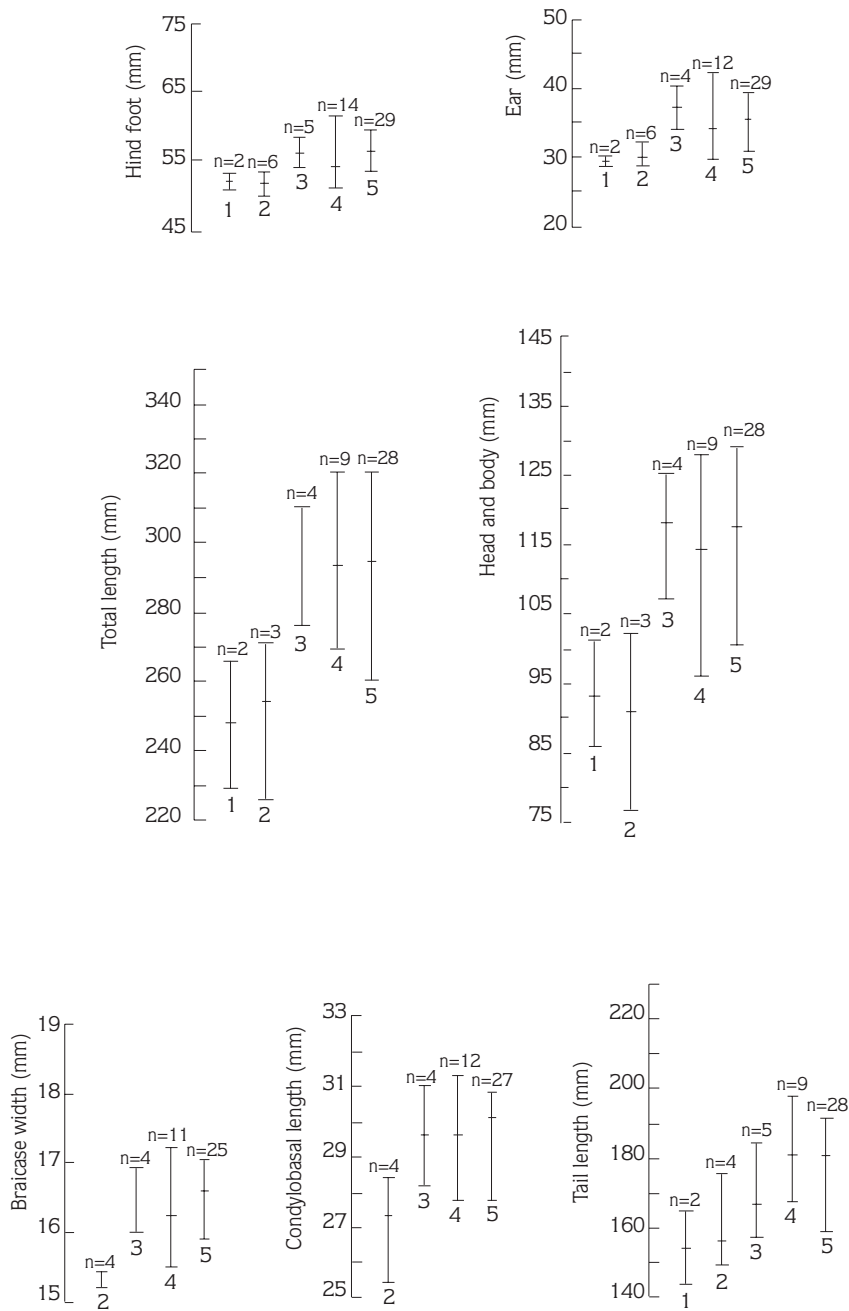 Hind foot (mm)
75
65
55
45
n=2
n=6
n=5
n=14
n=29
1
2
3
4
5
Ear (mm)
50
40
30
20
n=2
n=6
n=4
n=12
n=29
1
2
3
4
5
Total length (mm)
340
320
300
280
260
240
220
n=2
n=3
n=4
n=9
n=28
1
2
3
4
5
Head and body (mm)
145
135
125
115
105
95
85
75
n=2
n=3
n=4
n=9
n=28
1
2
3
4
5
Braicase width (mm)
19
18
17
16
15
n=4
n=4
n=11
n=25
2
3
4
5
Condylobasal length (mm)
33
31
29
27
25
n=4
n=4
n=12
n=27
2
3
4
5
Tail length (mm)
220
200
180
160
140
n=2
n=4
n=5
n=9
n=28
1
2
3
4
5